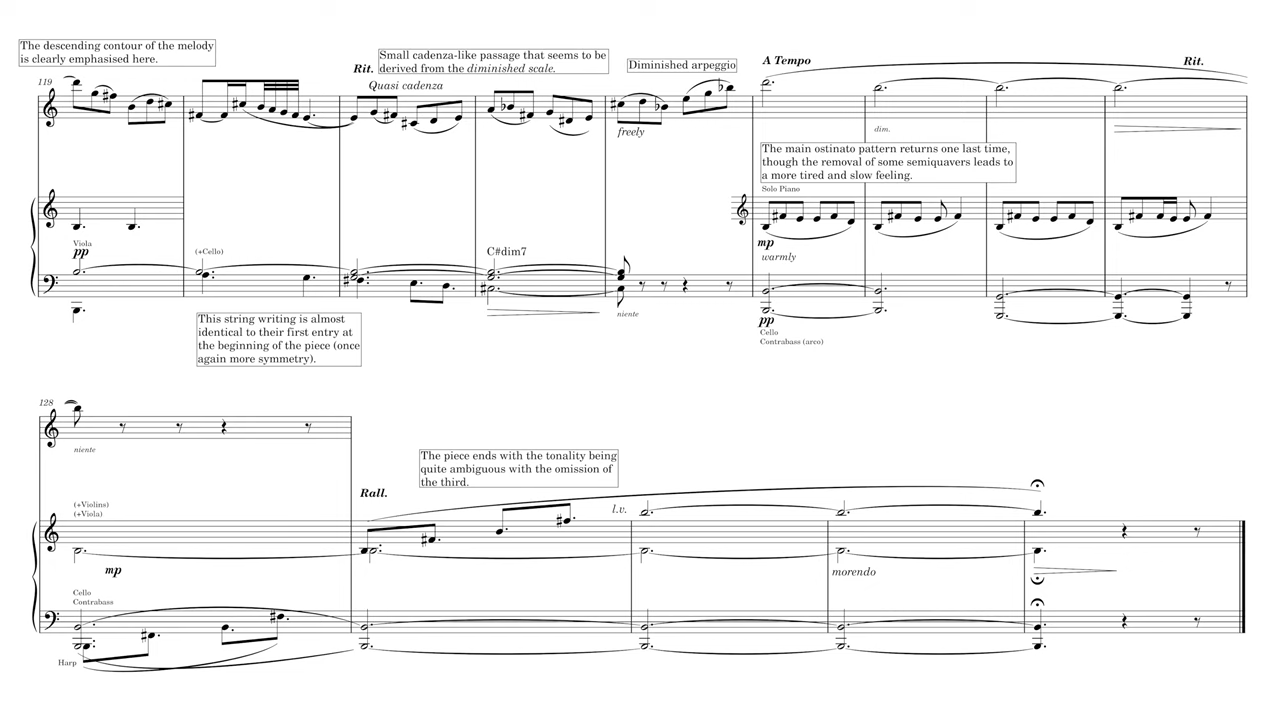 The descending contour of the melody
is clearly emphasised here.
Small cadenza-like passage that seems to be
derived from the diminished scale.
Diminished arpeggio
A Tempo
Rit.
Rit.
Quasi cadenza
119
freely
dim.
The main ostinato pattern returns one last time,
though the removal of some semiquavers leads to
a more tired and slow feeling.
Solo Piano
mp
warmly
Viola
pp
(+Cello)
C#dim7
niente
pp
Cello
Contrabass (arco)
This string writing is almost
identical to their first entry at
the beginning of the piece (once
again more symmetry).
128
niente
The piece ends with the tonality being
quite ambiguous with the omission of
the third.
Rall.
(+Violins)
(+Viola)
l.v.
mp
morendo
Cello
Contrabass
Harp